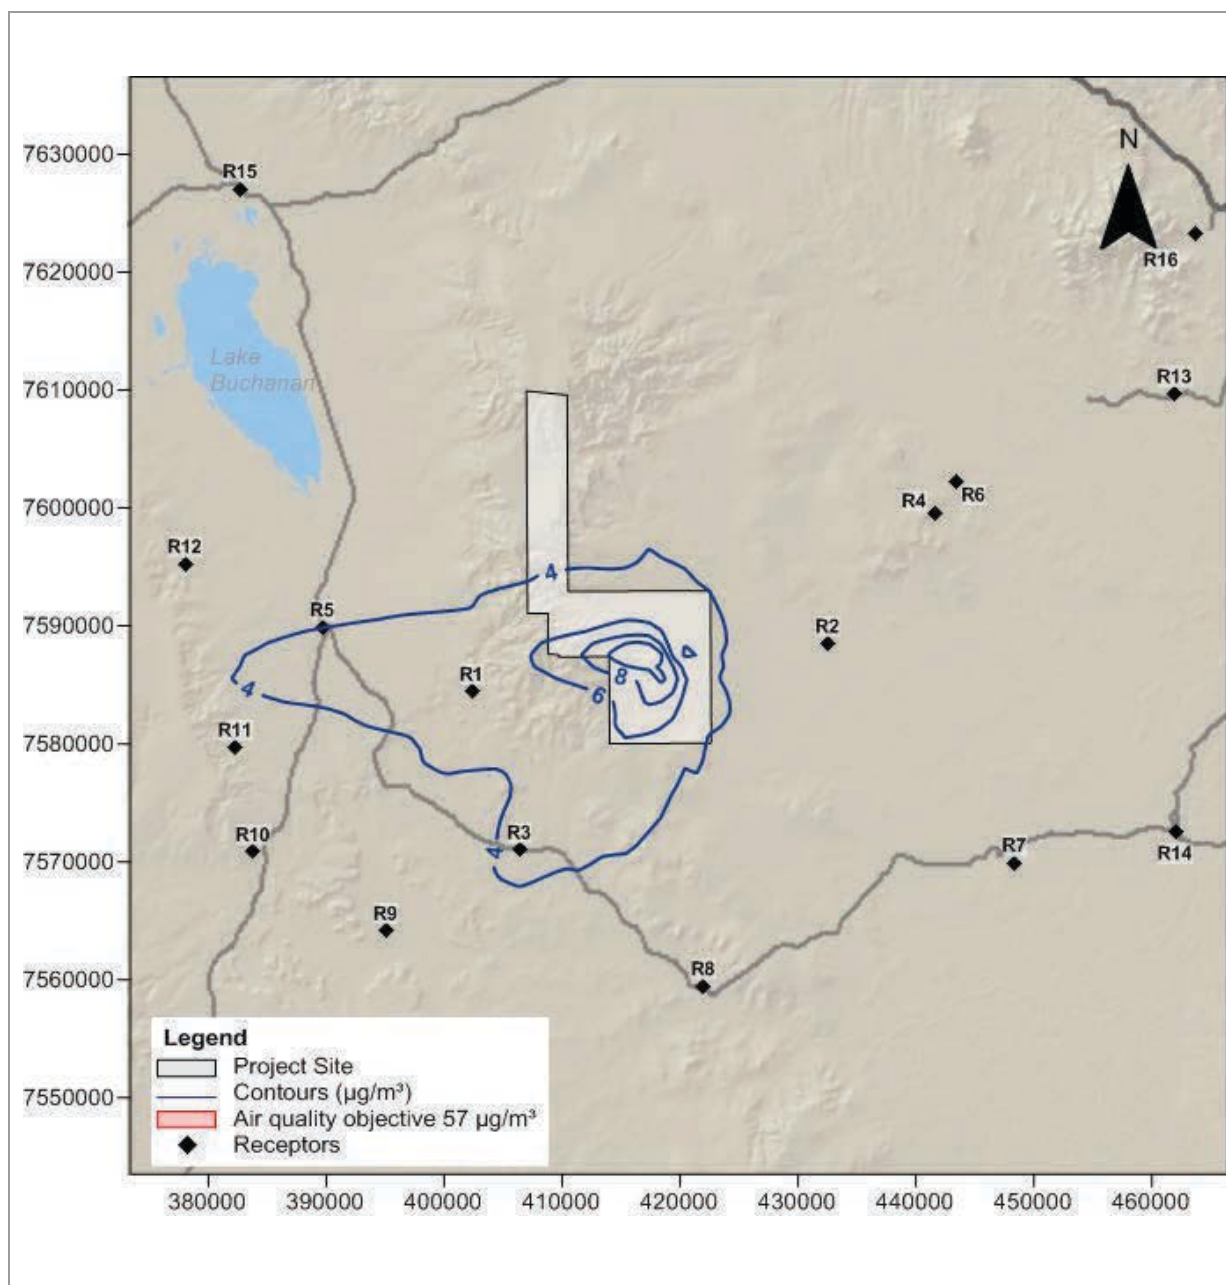 N
7630000
R15
7620000
R16
Lake
Buchanan
7610000
R13
R4
R6
7600000
R12
4
R5
7590000
R2
4
8
R1
6
4
R11
7580000
R10
4
R3
7570000
R7
R14
R9
7560000
R8
Legend
Project Site
Contours (µg/m³)
Air quality objective 57 µg/m³
Receptors
7550000
380000 390000 400000 410000 420000 430000 440000 450000 460000